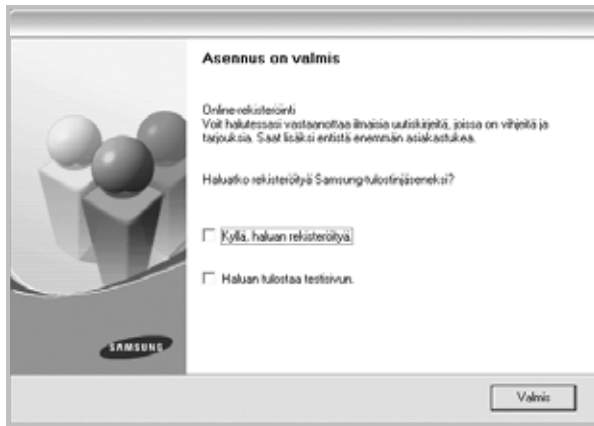 Asennus on valmis
Online-rekisteröinti
Voit halutessasi vastaanottaa ilmaisia uutiskirjeitä, joissa on vihjeitä ja
tarjouksia. Saat lisäksi entistä enemmän asiakastukea.
Haluatko rekisteröityä Samsung-tulostinjäseneksi?
Kyllä, haluan rekisteröityä.
Haluan tulostaa testisivun.
SAMSUNG
Valmis